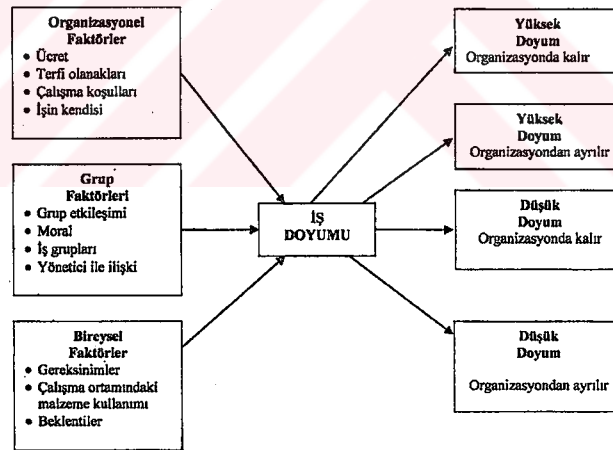 Organizasyonel
Faktörler
• Ücret
• Terfi olanakları
• Çalışma koşulları
• İşin kendisi
Grup
Faktörleri
• Grup etkileşimi
• Moral
• İş grupları
• Yönetici ile ilişki
Bireysel
Faktörler
• Gereksinimler
• Çalışma ortamındaki
malzeme kullanımı
• Beklentiler
İŞ
DOYUMU
Yüksek
Doyum
Organizasyonda kalır
Yüksek
Doyum
Organizasyondan ayrılır
Düşük
Doyum
Organizasyonda kalır
Düşük
Doyum
Organizasyondan ayrılır